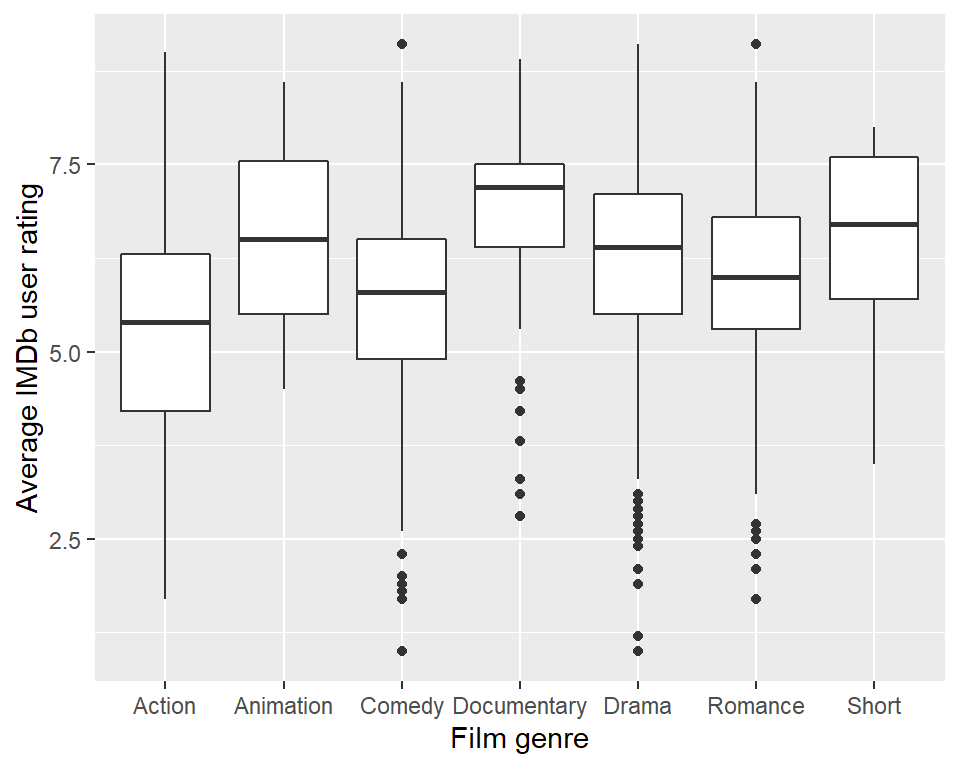 Average IMDb user rating
7.5
5.0
2.5
Action Animation Comedy Documentary Drama Romance Short
Film genre